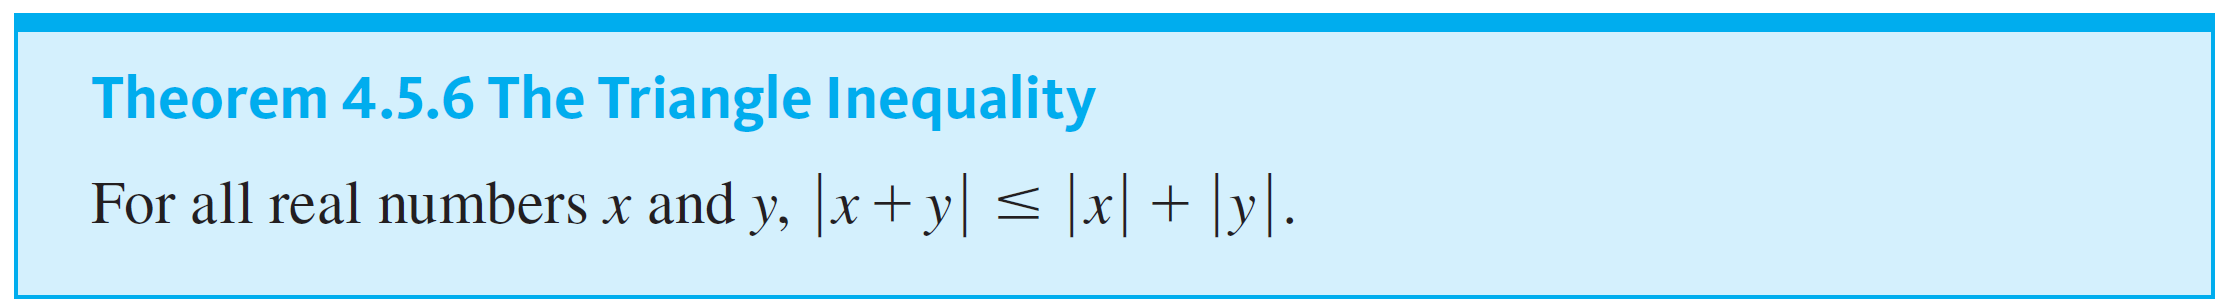 Theorem 4.5.6 The Triangle Inequality
For all real numbers x and y, |x + y| ≤ |x| + |y|.